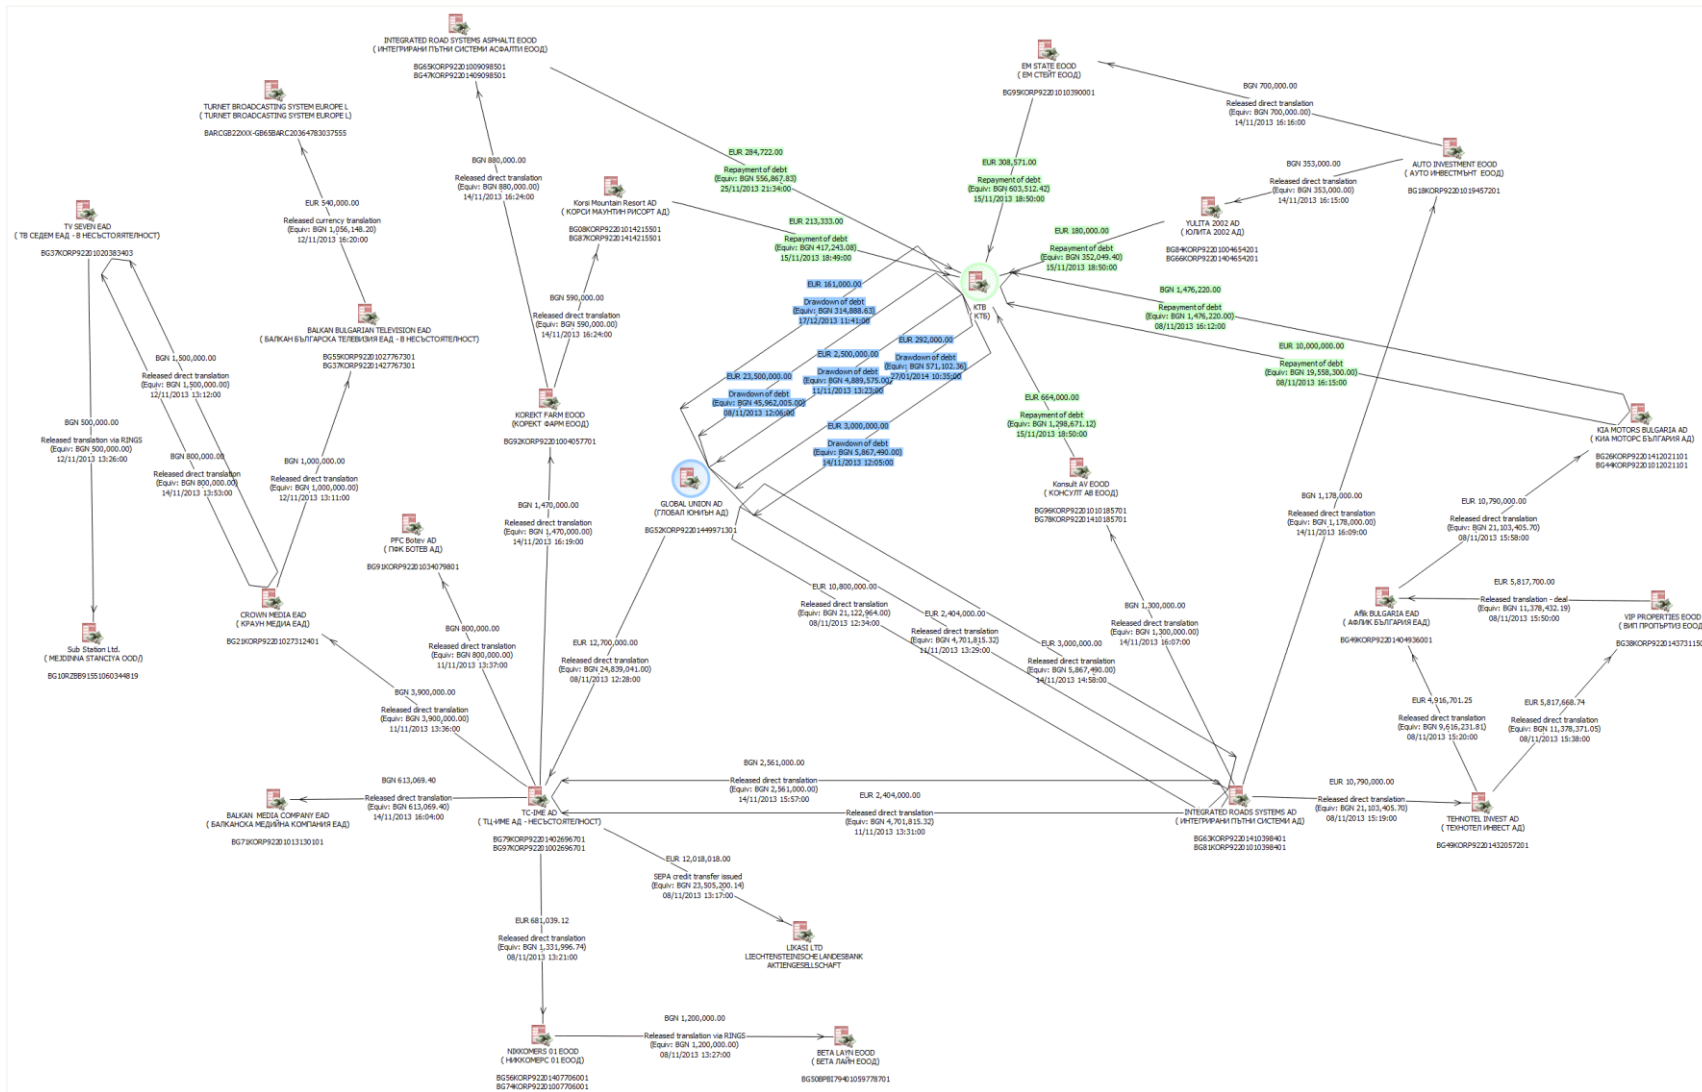 INTEGRATED ROAD SYSTEMS ASPHALTI EOOD
( ИНТЕГРИРАНИ ПЪТНИ СИСТЕМИ АСФАЛТИ ЕООД)
BG65KORP92201009098501
BG47KORP92201409098501
EM STATE EOOD
( ЕМ СТЕЙТ ЕООД)
BG95KORP92201010390001
BGN 700,000.00
Released direct translation
(Equiv: BGN 700,000.00)
14/11/2013 16:16:00
TURNET BROADCASTING SYSTEM EUROPE L
( TURNET BROADCASTING SYSTEM EUROPE L)
BARCGB22XXX-GB65BARC20364783037555
BGN 880,000.00
Released direct translation
(Equiv: BGN 880,000.00)
14/11/2013 16:24:00
EUR 284,722.00
Repayment of debt
(Equiv: BGN 556,867.83)
25/11/2013 21:34:00
EUR 308,571.00
Repayment of debt
(Equiv: BGN 603,512.42)
15/11/2013 18:50:00
BGN 353,000.00
Released direct translation
(Equiv: BGN 353,000.00)
14/11/2013 16:15:00
AUTO INVESTMENT EOOD
( АУТО ИНВЕСТМЪНТ ЕООД)
BG18KORP92201019457201
TV SEVEN EAD
( ТВ СЕДЕМ ЕАД - В НЕСЪСТОЯТЕЛНОСТ)
BG37KORP92201020383403
EUR 540,000.00
Released currency translation
(Equiv: BGN 1,056,148.20)
12/11/2013 16:20:00
Korsi Mountain Resort AD
( КОРСИ МАУНТИН РИСОРТ АД)
BG08KORP92201014215501
BG87KORP92201414215501
EUR 213,333.00
Repayment of debt
(Equiv: BGN 417,243.08)
15/11/2013 18:49:00
EUR 180,000.00
Repayment of debt
(Equiv: BGN 352,049.40)
15/11/2013 18:50:00
YULITA 2002 AD
( ЮЛИТА 2002 АД)
BG84KORP92201004654201
BG66KORP92201404654201
KTB
( КТБ)
BGN 1,476,220.00
Repayment of debt
(Equiv: BGN 1,476,220.00)
08/11/2013 16:12:00
EUR 10,000,000.00
Repayment of debt
(Equiv: BGN 19,558,300.00)
08/11/2013 16:15:00
EUR 161,000.00
Drawdown of debt
(Equiv: BGN 314,888.63)
17/12/2013 11:41:00
EUR 292,000.00
Drawdown of debt
(Equiv: BGN 571,102.36)
27/01/2014 10:35:00
EUR 2,500,000.00
Drawdown of debt
(Equiv: BGN 4,889,575.00)
11/11/2013 13:23:00
EUR 23,500,000.00
Drawdown of debt
(Equiv: BGN 45,962,005.00)
08/11/2013 12:06:00
EUR 3,000,000.00
Drawdown of debt
(Equiv: BGN 5,867,490.00)
14/11/2013 12:05:00
BGN 590,000.00
Released direct translation
(Equiv: BGN 590,000.00)
14/11/2013 16:24:00
BALKAN BULGARIAN TELEVISION EAD
( БАЛКАН БЪЛГАРСКА ТЕЛЕВИЗИЯ ЕАД - В НЕСЪСТОЯТЕЛНОСТ)
BG55KORP92201027767301
BG37KORP92201427767301
BGN 1,500,000.00
Released direct translation
(Equiv: BGN 1,500,000.00)
12/11/2013 13:12:00
BGN 500,000.00
Released translation via RINGS
(Equiv: BGN 500,000.00)
12/11/2013 13:26:00
BGN 800,000.00
Released direct translation
(Equiv: BGN 800,000.00)
14/11/2013 13:53:00
BGN 1,000,000.00
Released direct translation
(Equiv: BGN 1,000,000.00)
12/11/2013 13:11:00
KOREKT FARM EOOD
(КОРЕКТ ФАРМ ЕООД)
BG92KORP92201004057701
EUR 664,000.00
Repayment of debt
(Equiv: BGN 1,298,671.12)
15/11/2013 18:50:00
KIA MOTORS BULGARIA AD
( КИА МОТОРС БЪЛГАРИЯ АД)
BG26KORP92201412021101
BG44KORP92201012021101
Konsult AV EOOD
( КОНСУЛТ АВ ЕООД)
BG96KORP92201010185701
BG78KORP92201410185701
GLOBAL UNION AD
(ГЛОБАЛ ЮНИЪН АД)
BG52KORP92201449971301
BGN 1,470,000.00
Released direct translation
(Equiv: BGN 1,470,000.00)
14/11/2013 16:19:00
BGN 1,178,000.00
Released direct translation
(Equiv: BGN 1,178,000.00)
14/11/2013 16:09:00
EUR 10,790,000.00
Released direct translation
(Equiv: BGN 21,103,405.70)
08/11/2013 15:58:00
PFC Botev AD
( ПФК БОТЕВ АД)
BG91KORP92201034079801
CROWN MEDIA EAD
( КРАУН МЕДИА ЕАД)
BG21KORP92201027312401
Sub Station Ltd.
( MEJDINNA STANCIYA OOD/)
BG10RZBB91551060344819
BGN 800,000.00
Released direct translation
(Equiv: BGN 800,000.00)
11/11/2013 13:37:00
EUR 12,700,000.00
Released direct translation
(Equiv: BGN 24,839,041.00)
08/11/2013 12:28:00
EUR 10,800,000.00
Released direct translation
(Equiv: BGN 21,122,964.00)
08/11/2013 12:34:00
EUR 2,404,000.00
Released direct translation
(Equiv: BGN 4,701,815.32)
11/11/2013 13:29:00
EUR 3,000,000.00
Released direct translation
(Equiv: BGN 5,867,490.00)
14/11/2013 14:58:00
BGN 1,300,000.00
Released direct translation
(Equiv: BGN 1,300,000.00)
14/11/2013 16:07:00
Aflik BULGARIA EAD
( АФЛИК БЪЛГАРИЯ ЕАД)
BG49KORP92201404936001
EUR 5,817,700.00
Released translation - deal
(Equiv: BGN 11,378,432.19)
08/11/2013 15:50:00
VIP PROPERTIES EOOD
( ВИП ПРОПЪРТИЗ ЕООД
BG38KORP9220143731150
EUR 4,916,701.25
Released direct translation
(Equiv: BGN 9,616,231.81)
08/11/2013 15:20:00
EUR 5,817,668.74
Released direct translation
(Equiv: BGN 11,378,371.05)
08/11/2013 15:38:00
BGN 3,900,000.00
Released direct translation
(Equiv: BGN 3,900,000.00)
11/11/2013 13:36:00
BGN 613,069.40
Released direct translation
(Equiv: BGN 613,069.40)
14/11/2013 16:04:00
BALKAN MEDIA COMPANY EAD
( БАЛКАНСКА МЕДИЙНА КОМПАНИЯ ЕАД)
BG71KORP92201013130101
TC-IME AD
( ТЦ-ИМЕ АД - НЕСЪСТОЯТЕЛНОСТ)
BG79KORP92201402696701
BG97KORP92201002696701
BGN 2,561,000.00
Released direct translation
(Equiv: BGN 2,561,000.00)
14/11/2013 15:57:00
EUR 2,404,000.00
Released direct translation
(Equiv: BGN 4,701,815.32)
11/11/2013 13:31:00
INTEGRATED ROADS SYSTEMS AD
( ИНТЕГРИРАНИ ПЪТНИ СИСТЕМИ АД)
BG63KORP92201410398401
BG81KORP92201010398401
EUR 10,790,000.00
Released direct translation
(Equiv: BGN 21,103,405.70)
08/11/2013 15:19:00
TEHNOTEL INVEST AD
( ТЕХНОТЕЛ ИНВЕСТ АД)
BG49KORP92201432057201
EUR 12,018,018.00
SEPA credit transfer issued
(Equiv: BGN 23,505,200.14)
08/11/2013 13:17:00
LIKASI LTD
LIECHTENSTEINISCHE LANDESBANK
AKTIENGESELLSCHAFT
EUR 681,039.12
Released direct translation
(Equiv: BGN 1,331,996.74)
08/11/2013 13:21:00
NIKKOMERS 01 EOOD
( НИККОМЕРС 01 ЕООД)
BG56KORP92201407706001
BG74KORP92201007706001
BGN 1,200,000.00
Released translation via RINGS
(Equiv: BGN 1,200,000.00)
08/11/2013 13:27:00
BETA LAYN EOOD
( БЕТА ЛАЙН ЕООД)
BG50BPBI79401059778701